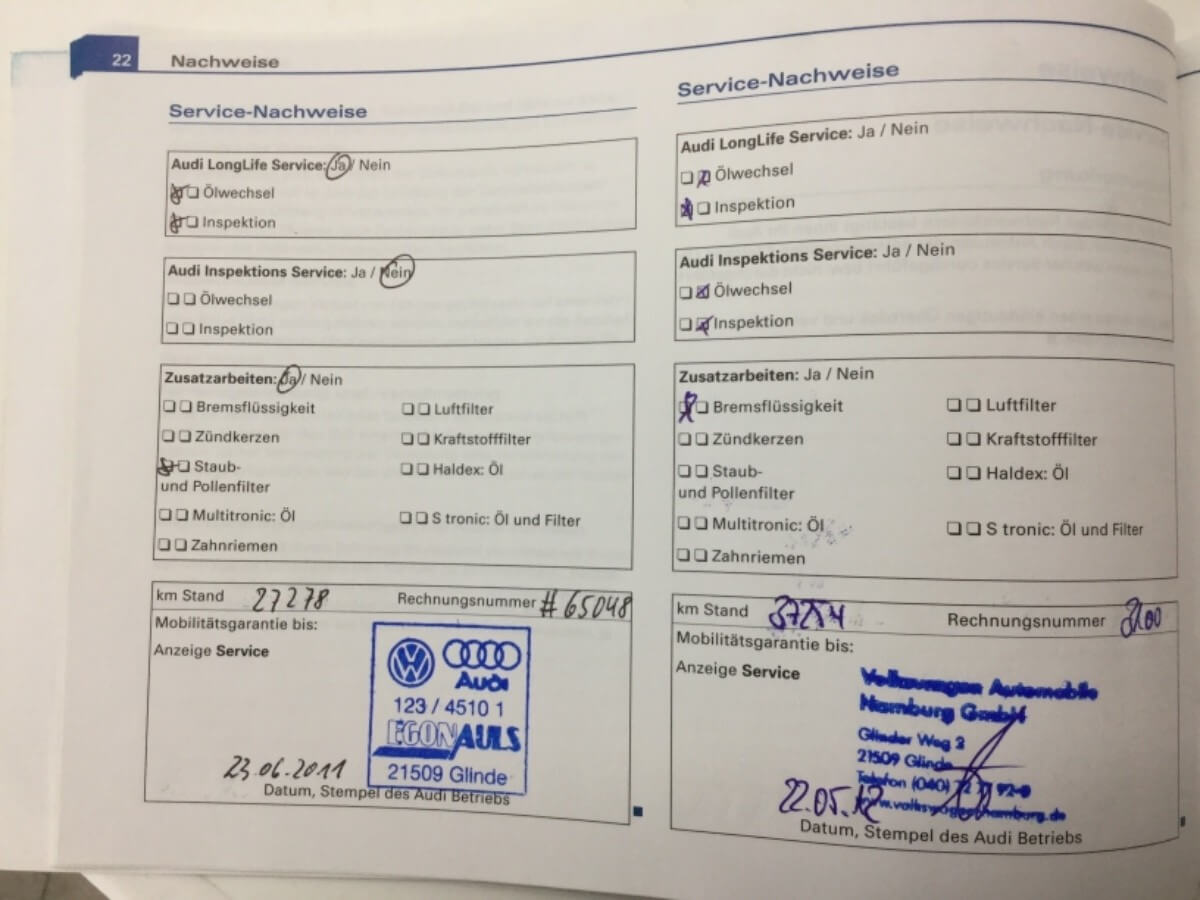 22 Nachweise
Service-Nachweise
Audi LongLife Service: Ja / Nein
Ölwechsel
Inspektion
Audi Inspektions Service: Ja / Nein
Ölwechsel
Inspektion
Zusatzarbeiten: Ja / Nein
Bremsflüssigkeit Luftfilter
Zündkerzen Kraftstofffilter
Staub- Haldex: Öl
und Pollenfilter
Multitronic: Öl S tronic: Öl und Filter
Zahnriemen
km Stand 27278 Rechnungsnummer #65048
Mobilitätsgarantie bis:
Anzeige Service
Audi
123 / 4510 1
EGON AULS
21509 Glinde
23.06.2011
Datum, Stempel des Audi Betriebs
Service-Nachweise
Audi LongLife Service: Ja / Nein
Ölwechsel
Inspektion
Audi Inspektions Service: Ja / Nein
Ölwechsel
Inspektion
Zusatzarbeiten: Ja / Nein
Bremsflüssigkeit Luftfilter
Zündkerzen Kraftstofffilter
Staub- Haldex: Öl
und Pollenfilter
Multitronic: Öl S tronic: Öl und Filter
Zahnriemen
km Stand Rechnungsnummer
Mobilitätsgarantie bis:
Anzeige Service
Volkswagen Automobile
Hamburg GmbH
Glinder Weg 2
21509 Glinde
Telefon (040)
22.05.12
Datum, Stempel des Audi Betriebs